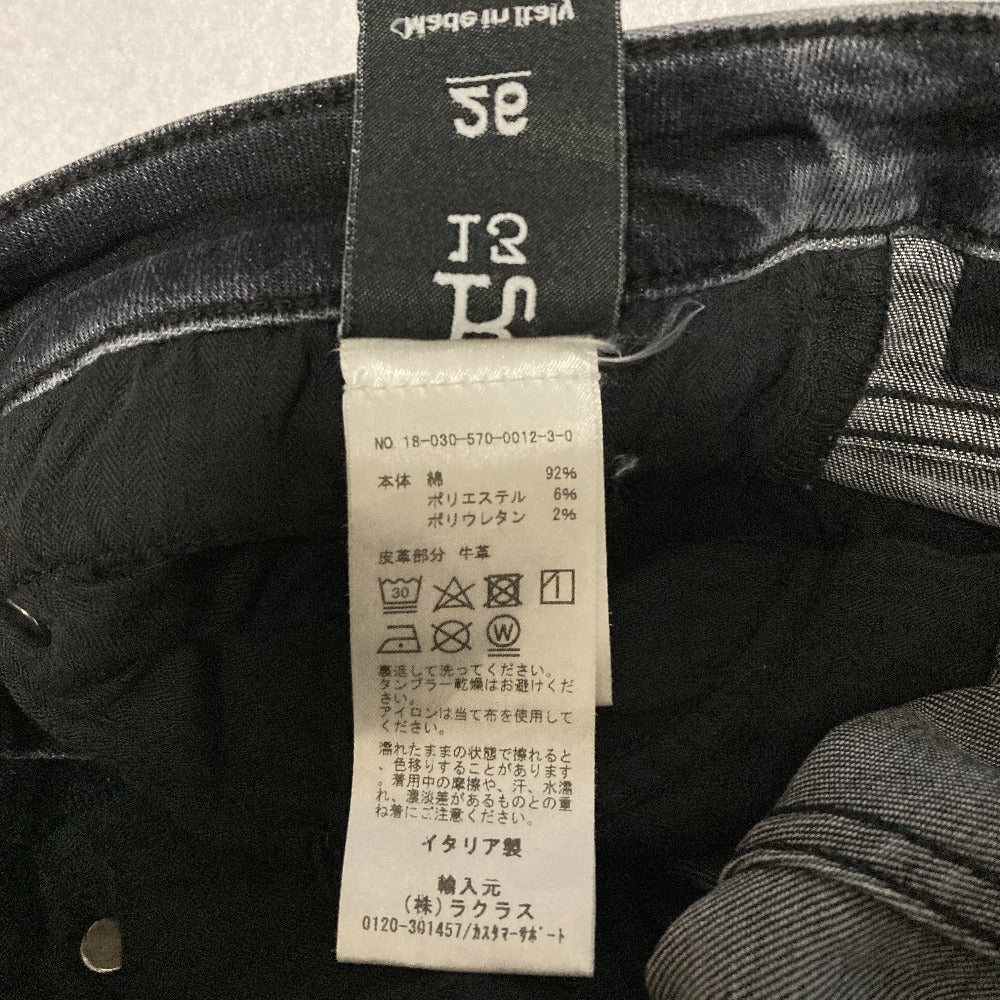 Made in Italy
26
13
R
NO. 18-030-570-0012-3-0
本体 綿 92%
ポリエステル 6%
ポリウレタン 2%
皮革部分 牛革
30
1
W
裏返して洗ってください。
タンブラー乾燥はお避けくだ
さい。
アイロンは当て布を使用して
ください。
濡れたままの状態で擦れると
、色移りすることがあります
。着用中の摩擦や、汗、水濡
れ、濃淡差があるものとの重
ね着にご注意ください。
イタリア製
輸入元
(株)ラクラス
0120-301457/カスタマーサポート